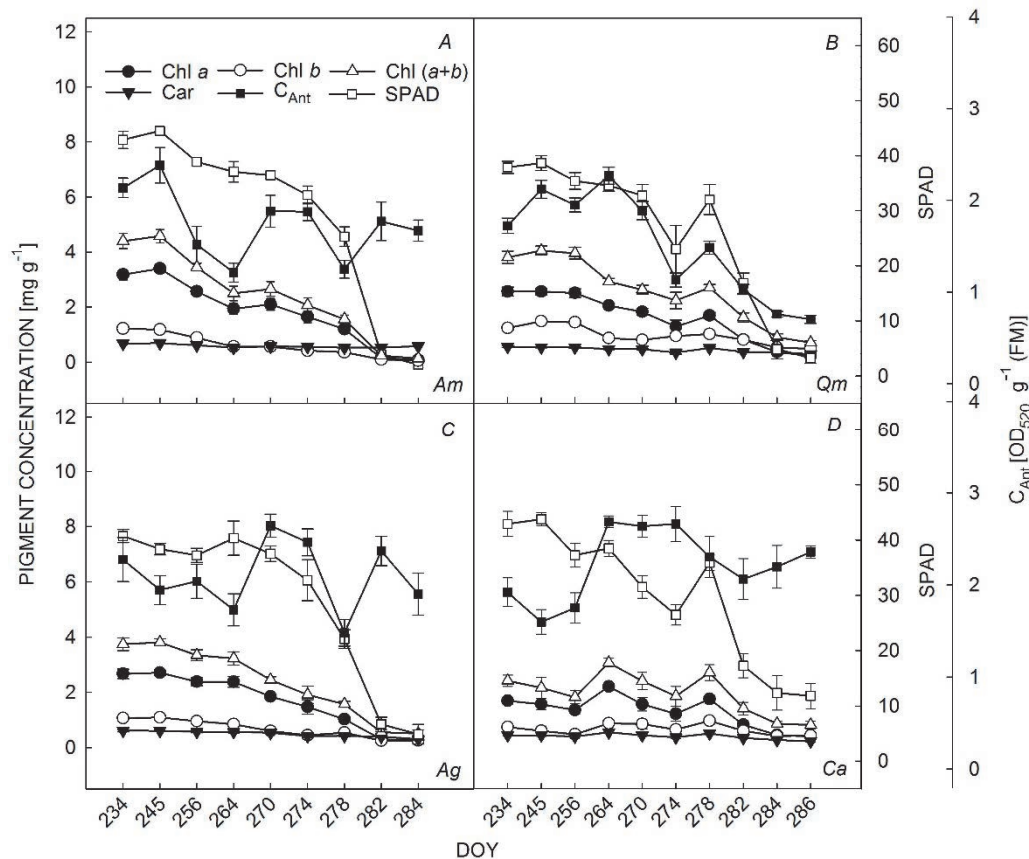 12
10
8
6
4
2
0
A
Chl a
Chl b
Chl (a+b)
Car
C_Ant
SPAD
Am
B
Qm
60
50
40
30
20
10
0
SPAD
4
3
2
1
0
12
10
8
6
4
2
0
C
Ag
D
Ca
60
50
40
30
20
10
0
SPAD
4
3
2
1
0
PIGMENT CONCENTRATION [mg g⁻¹]
C_Ant [OD₅₂₀ g⁻¹ (FM)]
234 245 256 264 270 274 278 282 284
234 245 256 264 270 274 278 282 284 286
DOY